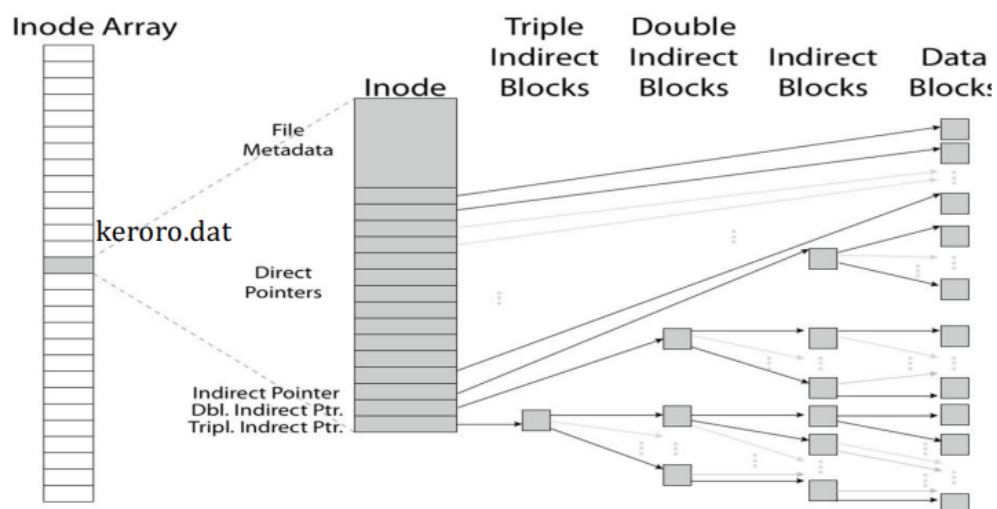 Inode Array
Triple
Indirect
Blocks
Double
Indirect
Blocks
Indirect
Blocks
Data
Blocks
Inode
File
Metadata
keroro.dat
Direct
Pointers
Indirect Pointer
Dbl. Indirect Ptr.
Tripl. Indirect Ptr.